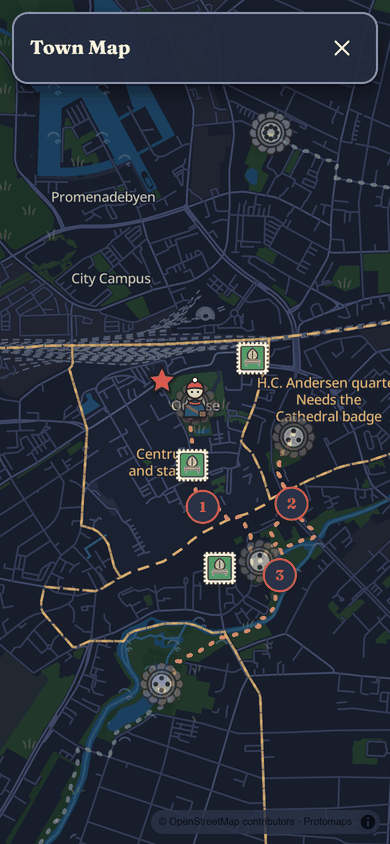 Town Map
Promenadebyen
City Campus
H.C. Andersen quarte
Needs the
Cathedral badge
Centru
and sta
1
2
3
© OpenStreetMap contributors · Protomaps